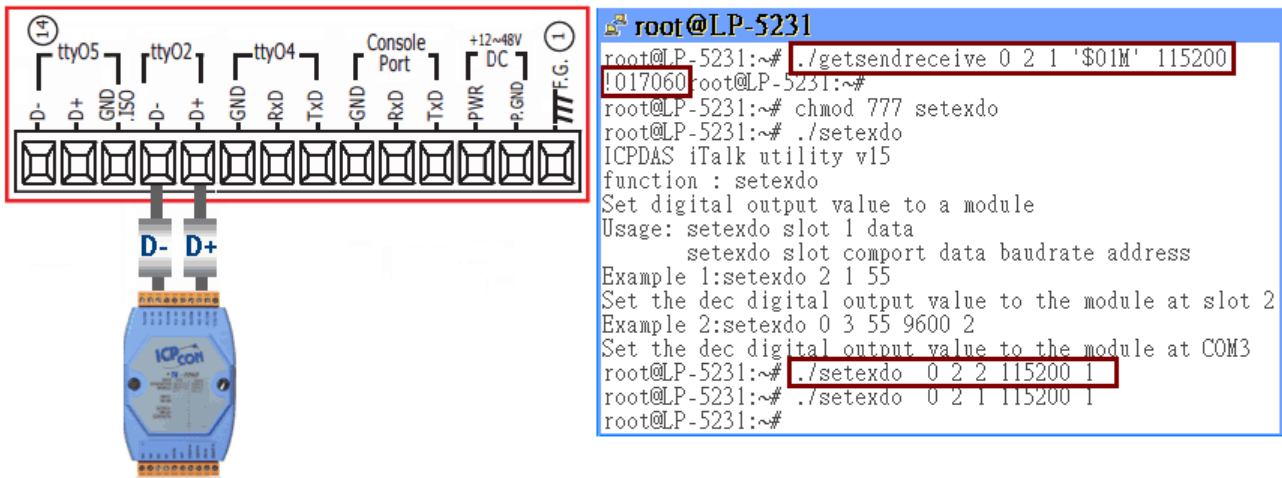 14
1
ttyO5
ttyO2
ttyO4
Console
Port
+12~48V
DC
D-
D+
GND
.ISO
D-
D+
GND
RxD
TxD
GND
RxD
TxD
PWR
P.GND
F.G.
D- D+
ICP CON
root@LP-5231
root@LP-5231:~# ./getsendreceive 0 2 1 '$01M' 115200
!017060root@LP-5231:~#
root@LP-5231:~# chmod 777 setexdo
root@LP-5231:~# ./setexdo
ICPDAS iTalk utility v15
function : setexdo
Set digital output value to a module
Usage: setexdo slot 1 data
setexdo slot comport data baudrate address
Example 1:setexdo 2 1 55
Set the dec digital output value to the module at slot 2
Example 2:setexdo 0 3 55 9600 2
Set the dec digital output value to the module at COM3
root@LP-5231:~# ./setexdo 0 2 2 115200 1
root@LP-5231:~# ./setexdo 0 2 1 115200 1
root@LP-5231:~#